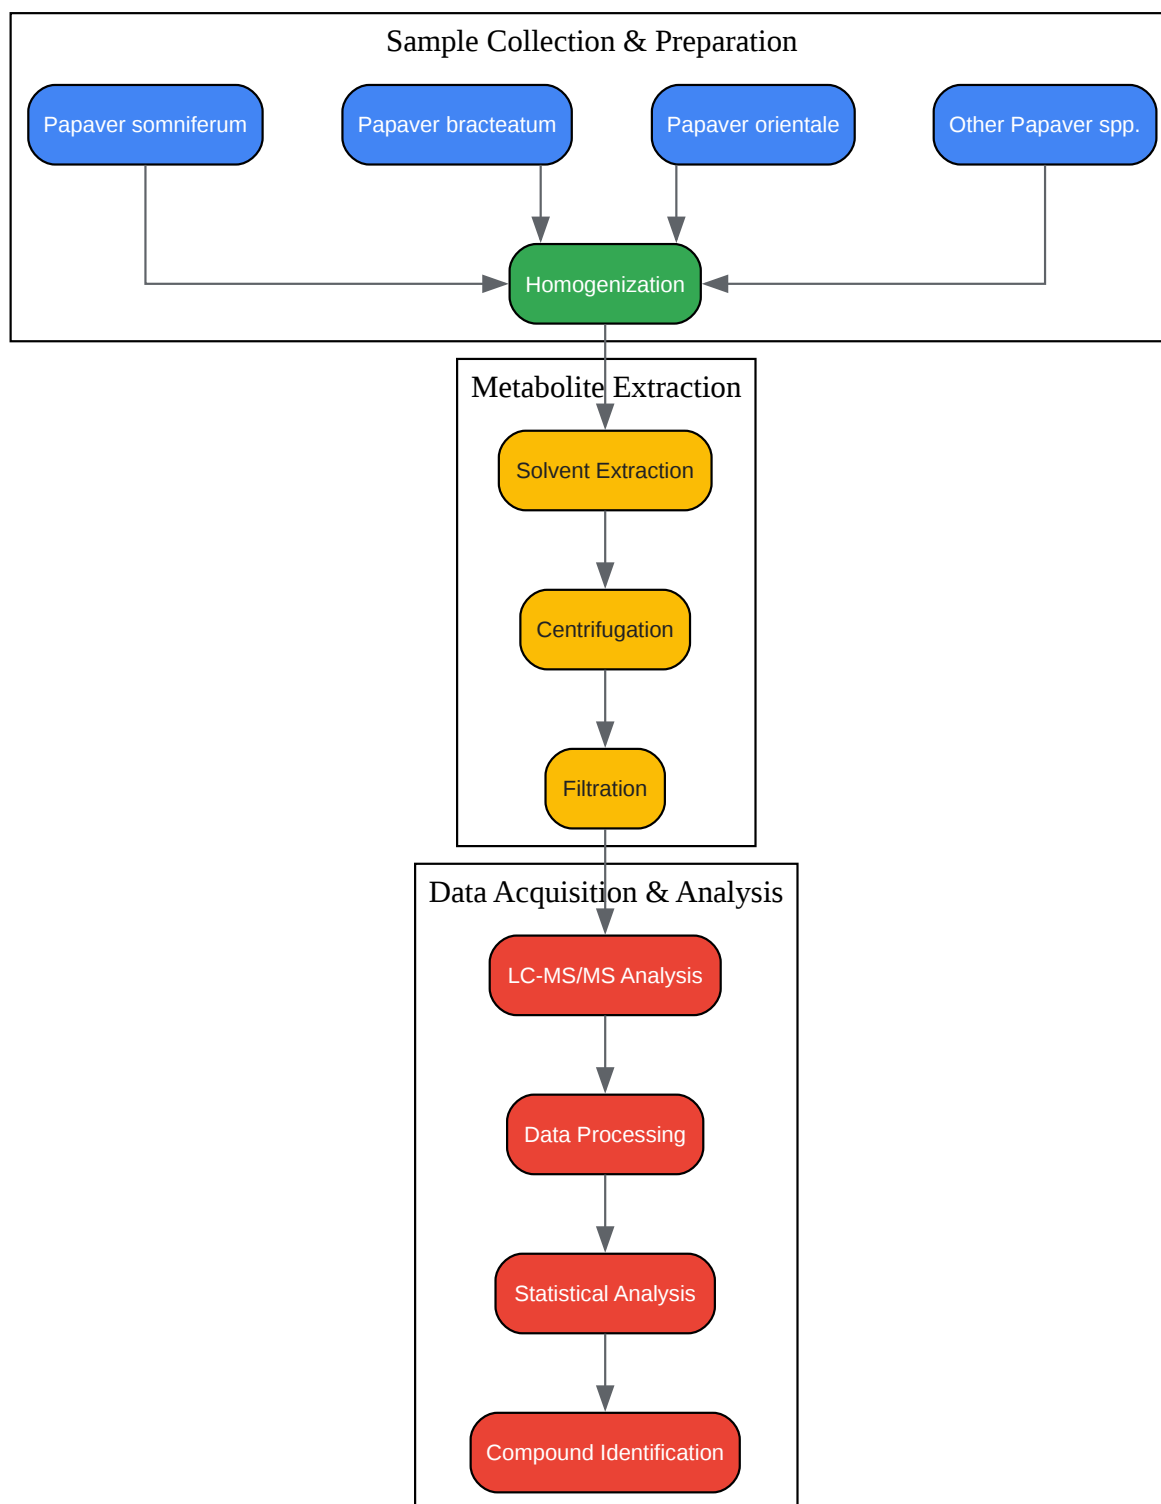 Sample Collection & Preparation
Papaver somniferum
Papaver bracteatum
Papaver orientale
Other Papaver spp.
Homogenization
Metabolite Extraction
Solvent Extraction
Centrifugation
Filtration
Data Acquisition & Analysis
LC-MS/MS Analysis
Data Processing
Statistical Analysis
Compound Identification